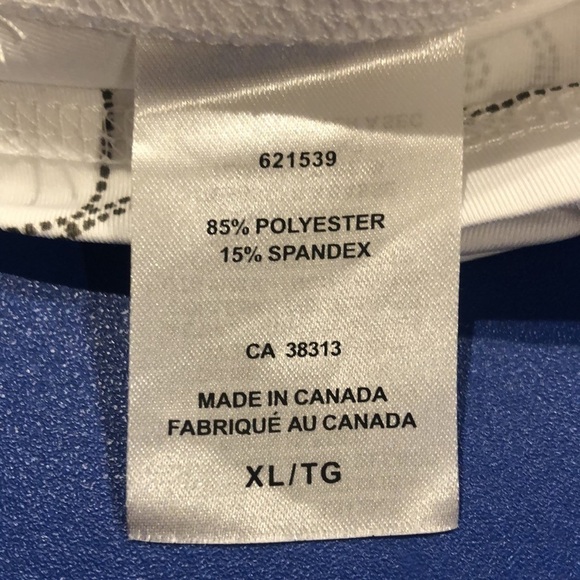 621539
85% POLYESTER
15% SPANDEX
CA 38313
MADE IN CANADA
FABRIQUÉ AU CANADA
XL/TG